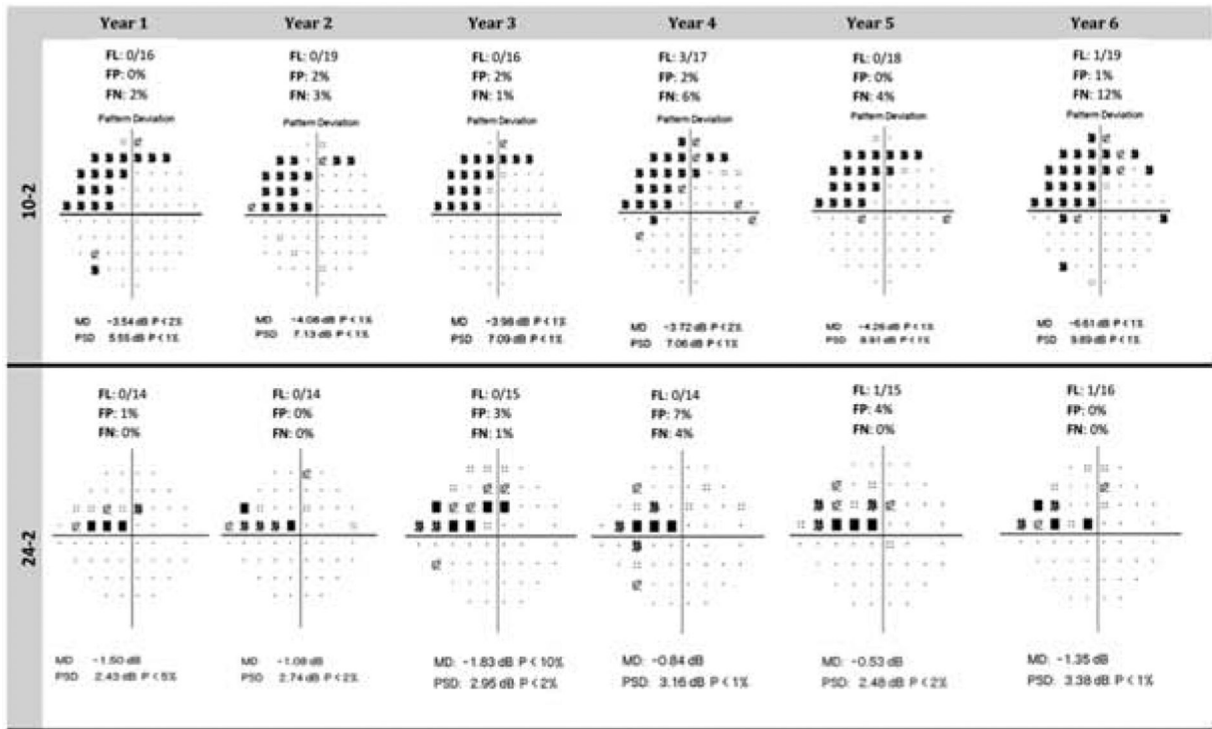 Year 1 Year 2 Year 3 Year 4 Year 5 Year 6
10-2
FL: 0/16
FP: 0%
FN: 2%
Pattern Deviation
MD -3.54 dB P < 2%
PSD 5.55 dB P < 1%
FL: 0/19
FP: 2%
FN: 3%
Pattern Deviation
MD -4.06 dB P < 1%
PSD 7.13 dB P < 1%
FL: 0/16
FP: 2%
FN: 1%
Pattern Deviation
MD -3.98 dB P < 1%
PSD 7.09 dB P < 1%
FL: 3/17
FP: 2%
FN: 6%
Pattern Deviation
MD -3.72 dB P < 2%
PSD 7.06 dB P < 1%
FL: 0/18
FP: 0%
FN: 4%
Pattern Deviation
MD -4.26 dB P < 1%
PSD dB P < 1%
FL: 1/19
FP: 1%
FN: 12%
Pattern Deviation
MD -6.61 dB P < 1%
PSD dB P < 1%
24-2
FL: 0/14
FP: 1%
FN: 0%
MD -1.50 dB
PSD 2.43 dB P < 5%
FL: 0/14
FP: 0%
FN: 0%
MD -1.08 dB
PSD 2.74 dB P < 2%
FL: 0/15
FP: 3%
FN: 1%
MD: -1.83 dB P < 10%
PSD: 2.95 dB P < 2%
FL: 0/14
FP: 7%
FN: 4%
MD: -0.84 dB
PSD: 3.16 dB P < 1%
FL: 1/15
FP: 4%
FN: 0%
MD: -0.53 dB
PSD: 2.48 dB P < 2%
FL: 1/16
FP: 0%
FN: 0%
MD: -1.35 dB
PSD: 3.38 dB P < 1%